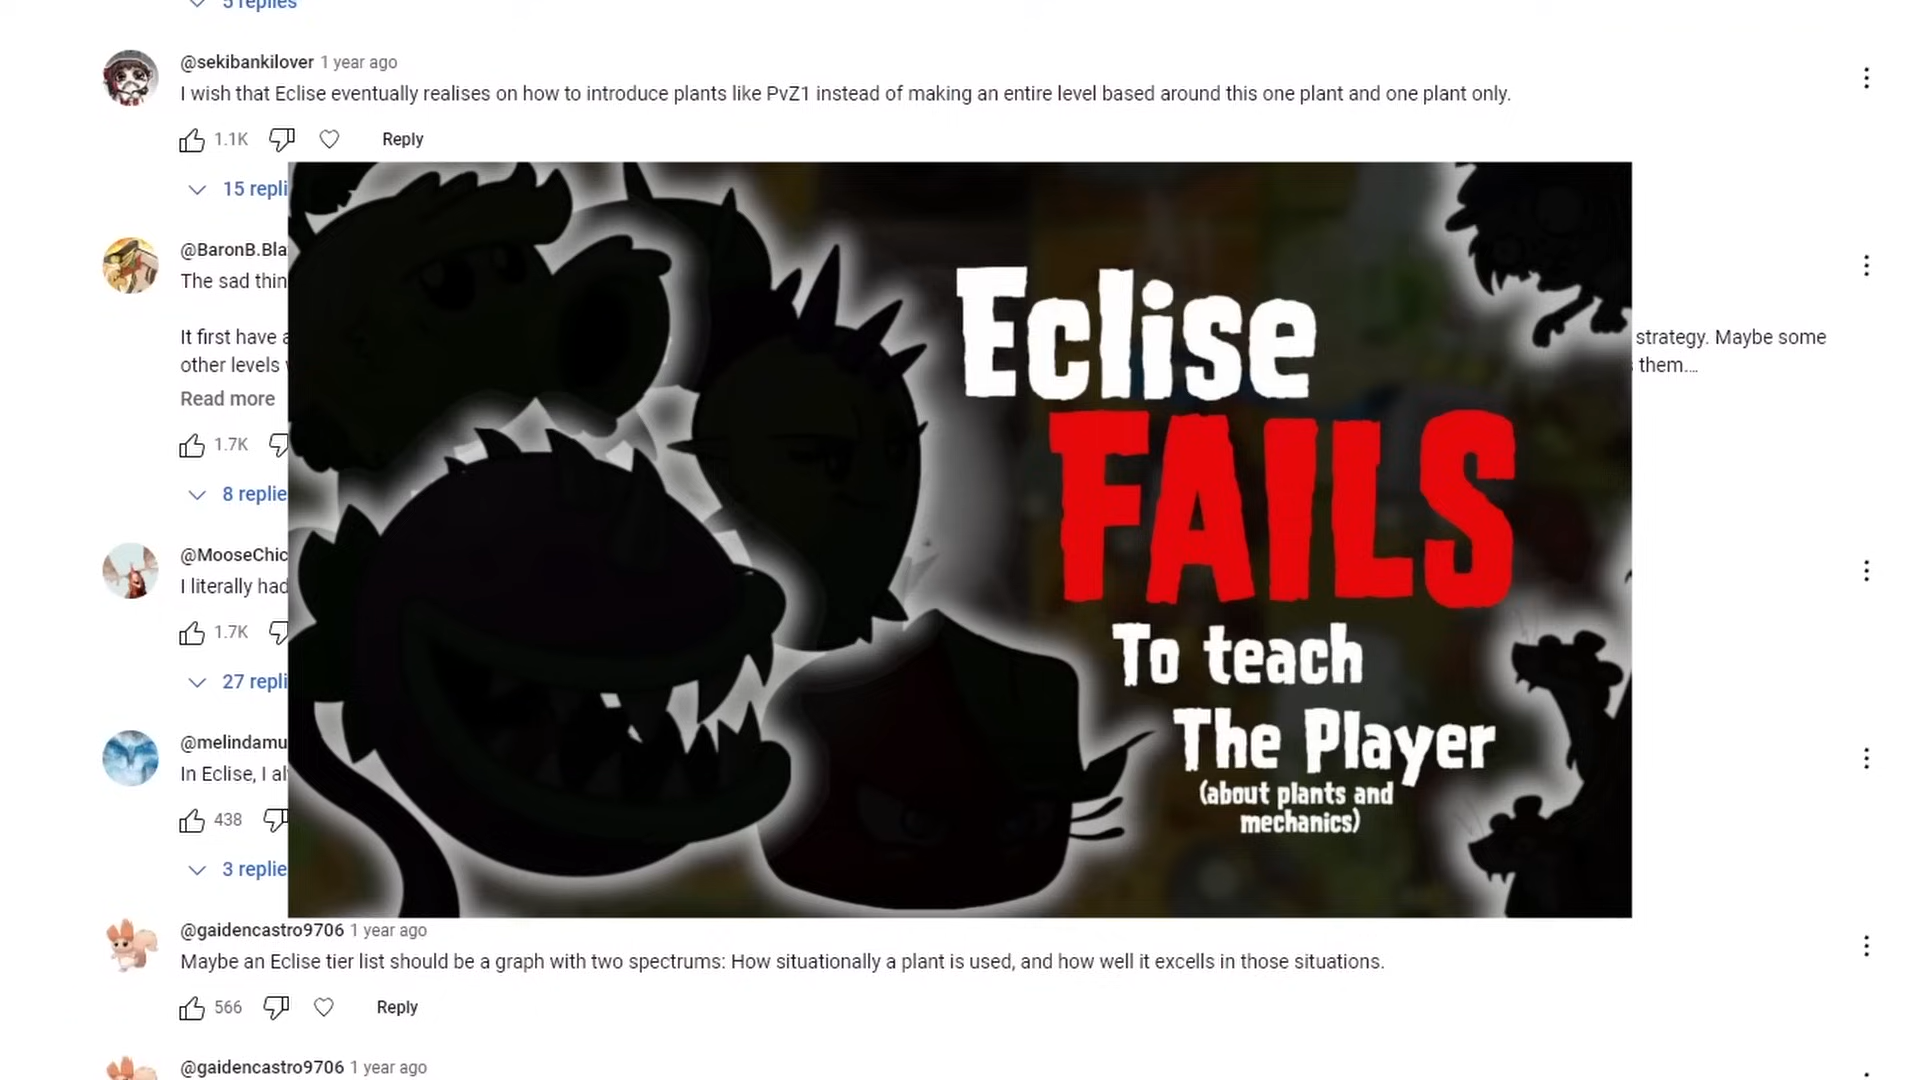 5 replies
@sekibankilover 1 year ago
I wish that Eclise eventually realises on how to introduce plants like PvZ1 instead of making an entire level based around this one plant and one plant only.
1.1K Reply
15 repli
@BaronB.Bla
The sad thin
It first have a
strategy. Maybe some
other levels
them...
Read more
1.7K
8 replie
@MooseChic
I literally had
1.7K
27 repli
@melindamu
In Eclise, I al
438
3 replie
Eclise
FAILS
To teach
The Player
(about plants and
mechanics)
@gaidencastro9706 1 year ago
Maybe an Eclise tier list should be a graph with two spectrums: How situationally a plant is used, and how well it excells in those situations.
566 Reply
@gaidencastro9706 1 year ago